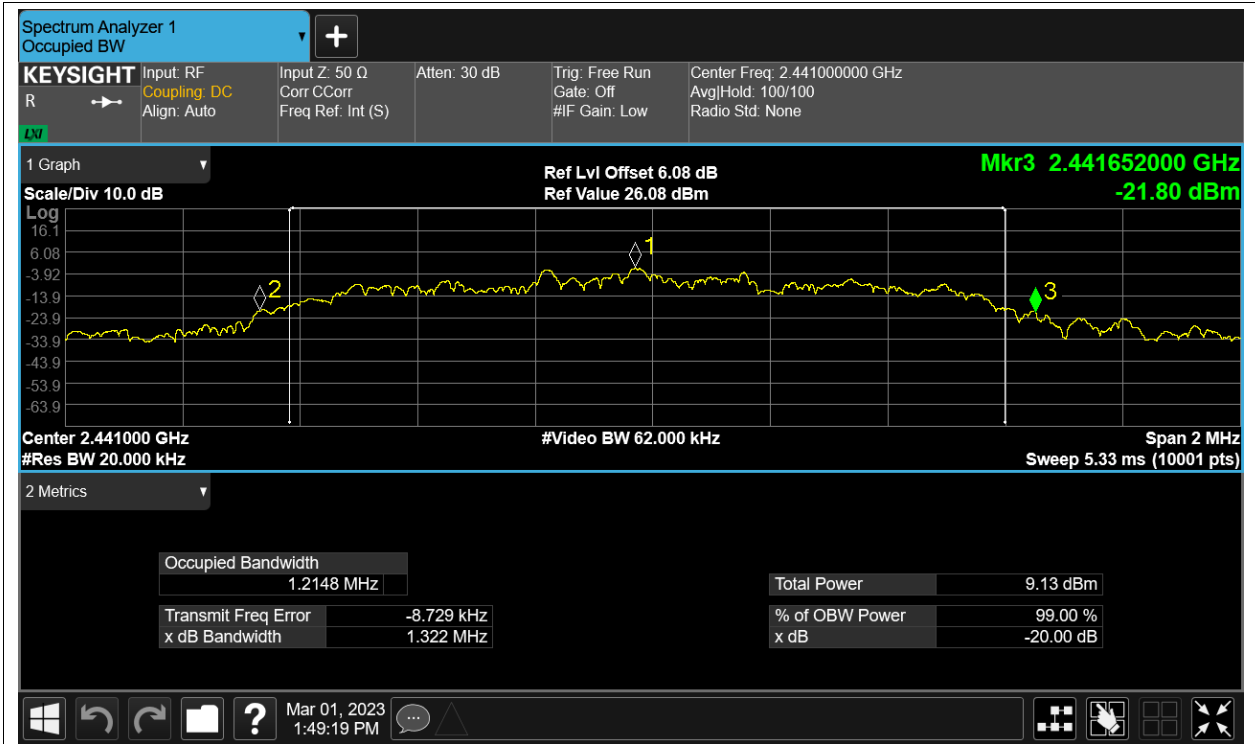 Spectrum Analyzer 1
Occupied BW
KEYSIGHT
R
LXI
Input: RF
Coupling: DC
Align: Auto
Input Z: 50 Ω
Corr CCorr
Freq Ref: Int (S)
Atten: 30 dB
Trig: Free Run
Gate: Off
#IF Gain: Low
Center Freq: 2.441000000 GHz
Avg|Hold: 100/100
Radio Std: None
1 Graph
Scale/Div 10.0 dB
Ref Lvl Offset 6.08 dB
Ref Value 26.08 dBm
Mkr3 2.441652000 GHz
-21.80 dBm
Log
16.1
6.08
-3.92
-13.9
-23.9
-33.9
-43.9
-53.9
-63.9
1
2
3
Center 2.441000 GHz
#Res BW 20.000 kHz
#Video BW 62.000 kHz
Span 2 MHz
Sweep 5.33 ms (10001 pts)
2 Metrics
Occupied Bandwidth
1.2148 MHz
Transmit Freq Error -8.729 kHz
x dB Bandwidth 1.322 MHz
Total Power 9.13 dBm
% of OBW Power 99.00 %
x dB -20.00 dB
?
Mar 01, 2023
1:49:19 PM